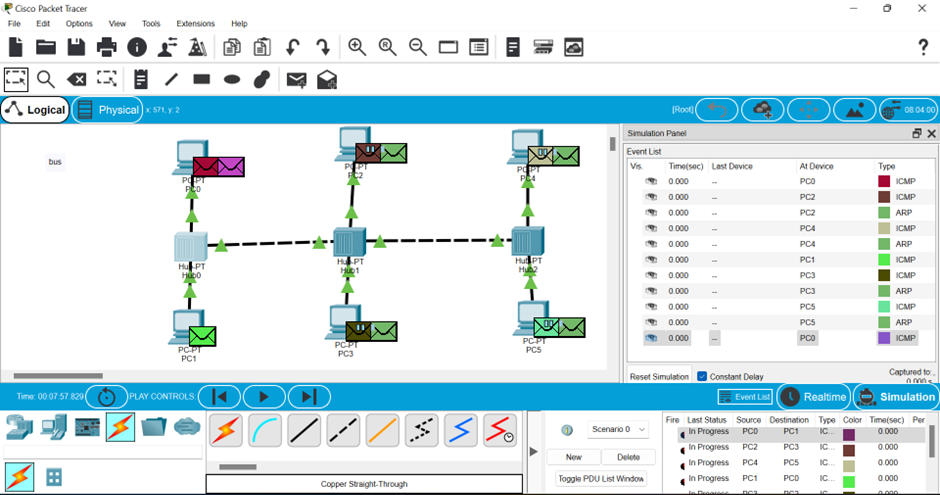 Cisco Packet Tracer
File Edit Options View Tools Extensions Help
Logical Physical x: 571, y: 2 [Root] 08:04:00
bus
PC-PT
PC0
PC-PT
PC2
PC-PT
PC4
Hub-PT
Hub0
Hub-PT
Hub1
Hub-PT
Hub2
PC-PT
PC1
PC-PT
PC3
PC-PT
PC5
Simulation Panel
Event List
Vis. Time(sec) Last Device At Device Type
0.000 -- PC0 ICMP
0.000 -- PC2 ICMP
0.000 -- PC2 ARP
0.000 -- PC4 ICMP
0.000 -- PC4 ARP
0.000 -- PC1 ICMP
0.000 -- PC3 ICMP
0.000 -- PC3 ARP
0.000 -- PC5 ICMP
0.000 -- PC5 ARP
0.000 -- PC0 ICMP
Reset Simulation Constant Delay Captured to:
0.000 s
Time: 00:07:57.829 PLAY CONTROLS: Event List Realtime Simulation
Copper Straight-Through
Scenario 0
New Delete
Toggle PDU List Window
Fire Last Status Source Destination Type Color Time(sec) Per
In Progress PC0 PC1 IC... 0.000
In Progress PC2 PC3 IC... 0.000
In Progress PC4 PC5 IC... 0.000
In Progress PC1 PC0 IC... 0.000